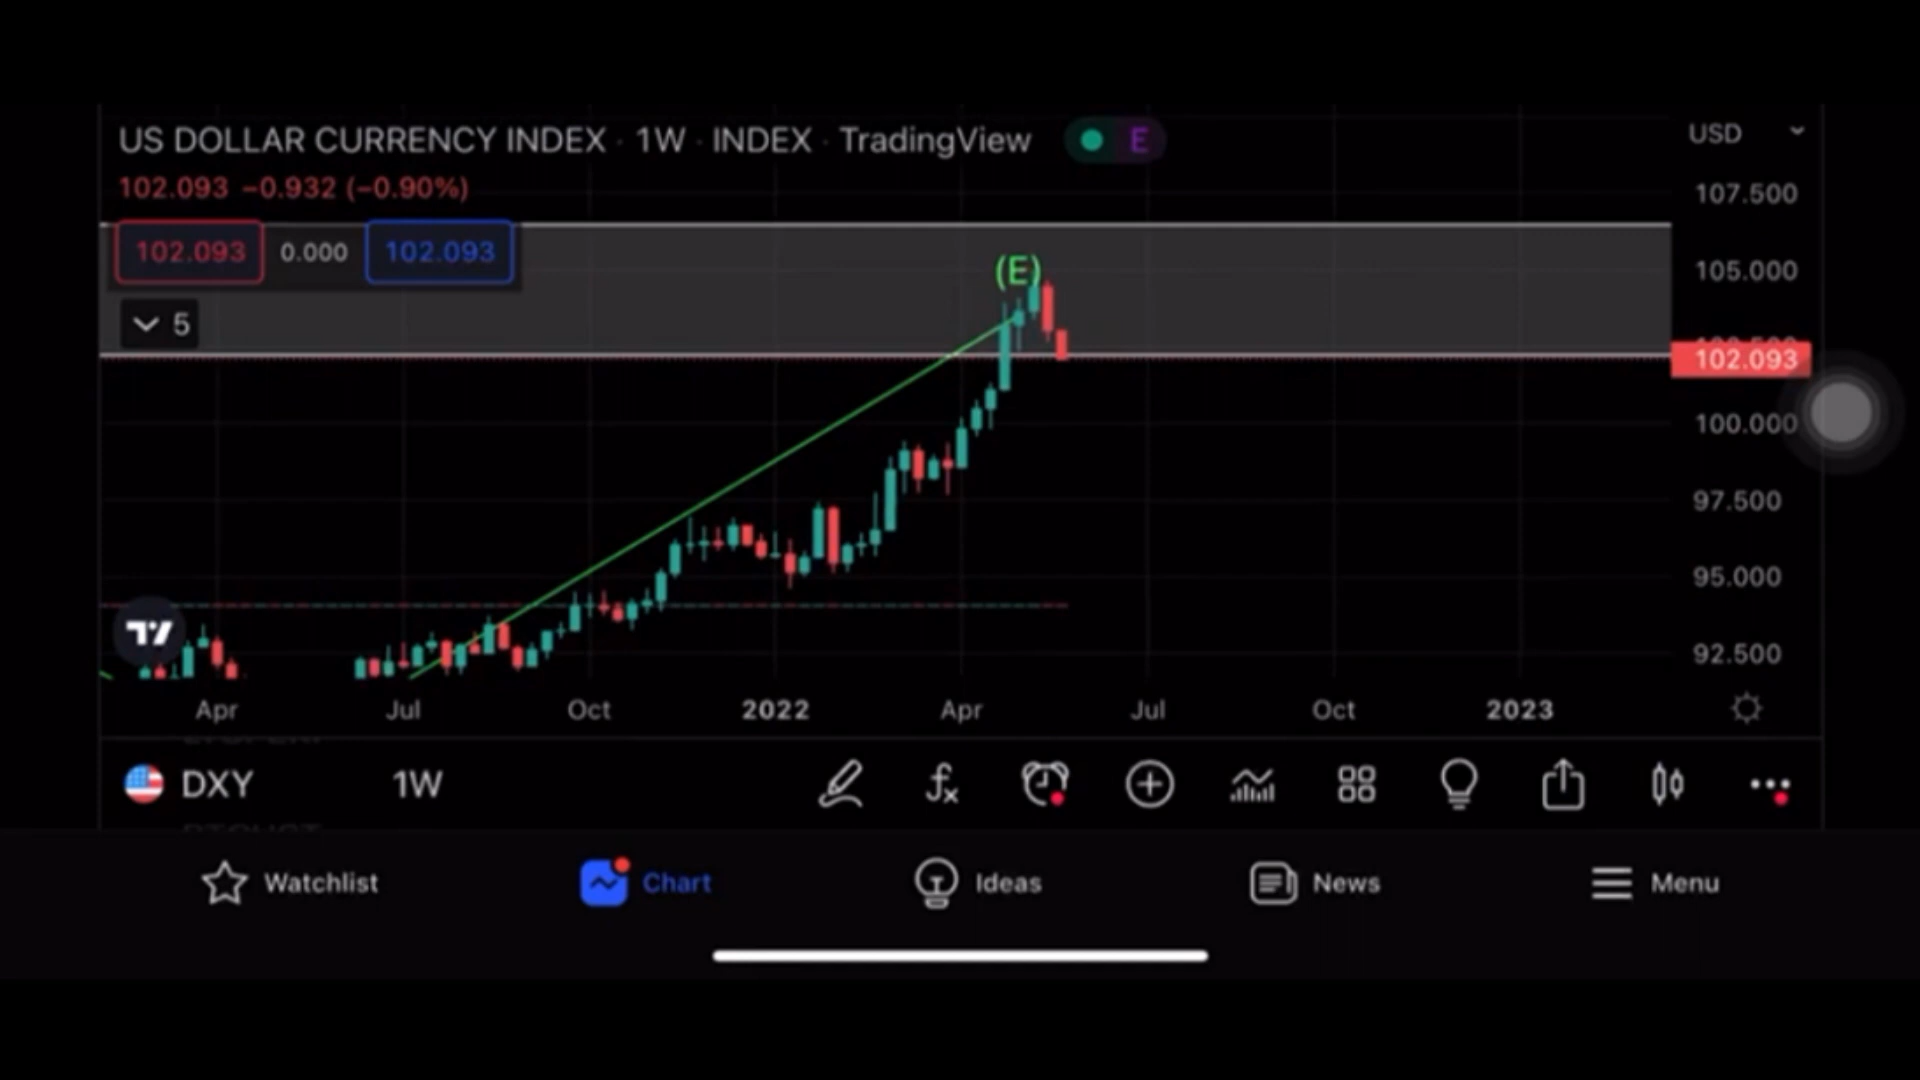 US DOLLAR CURRENCY INDEX · 1W · INDEX · TradingView E
USD
102.093 −0.932 (−0.90%)
107.500
102.093 0.000 102.093
(E)
105.000
5
102.093
100.000
97.500
95.000
92.500
Apr Jul Oct 2022 Apr Jul Oct 2023
DXY 1W
Watchlist Chart Ideas News Menu